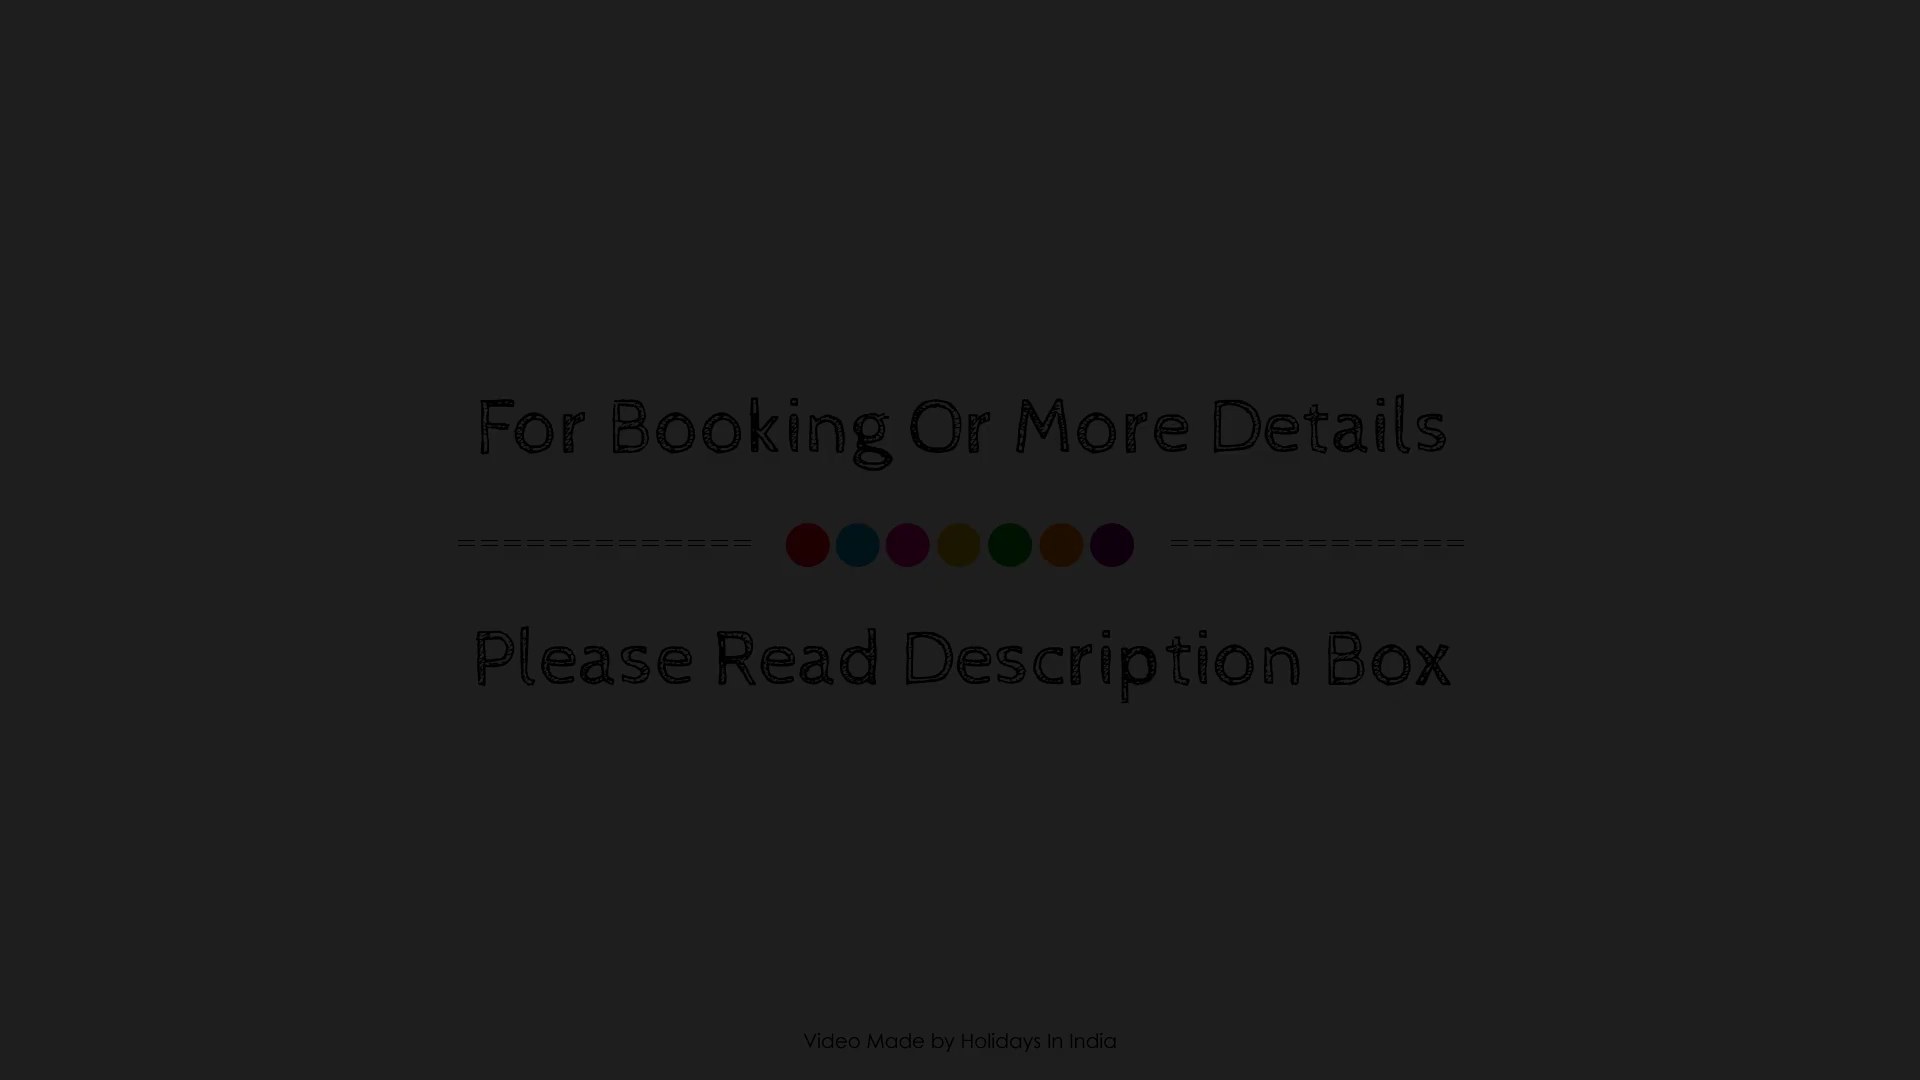 For Booking Or More Details
============= =============
Please Read Description Box
Video Made by Holidays In India